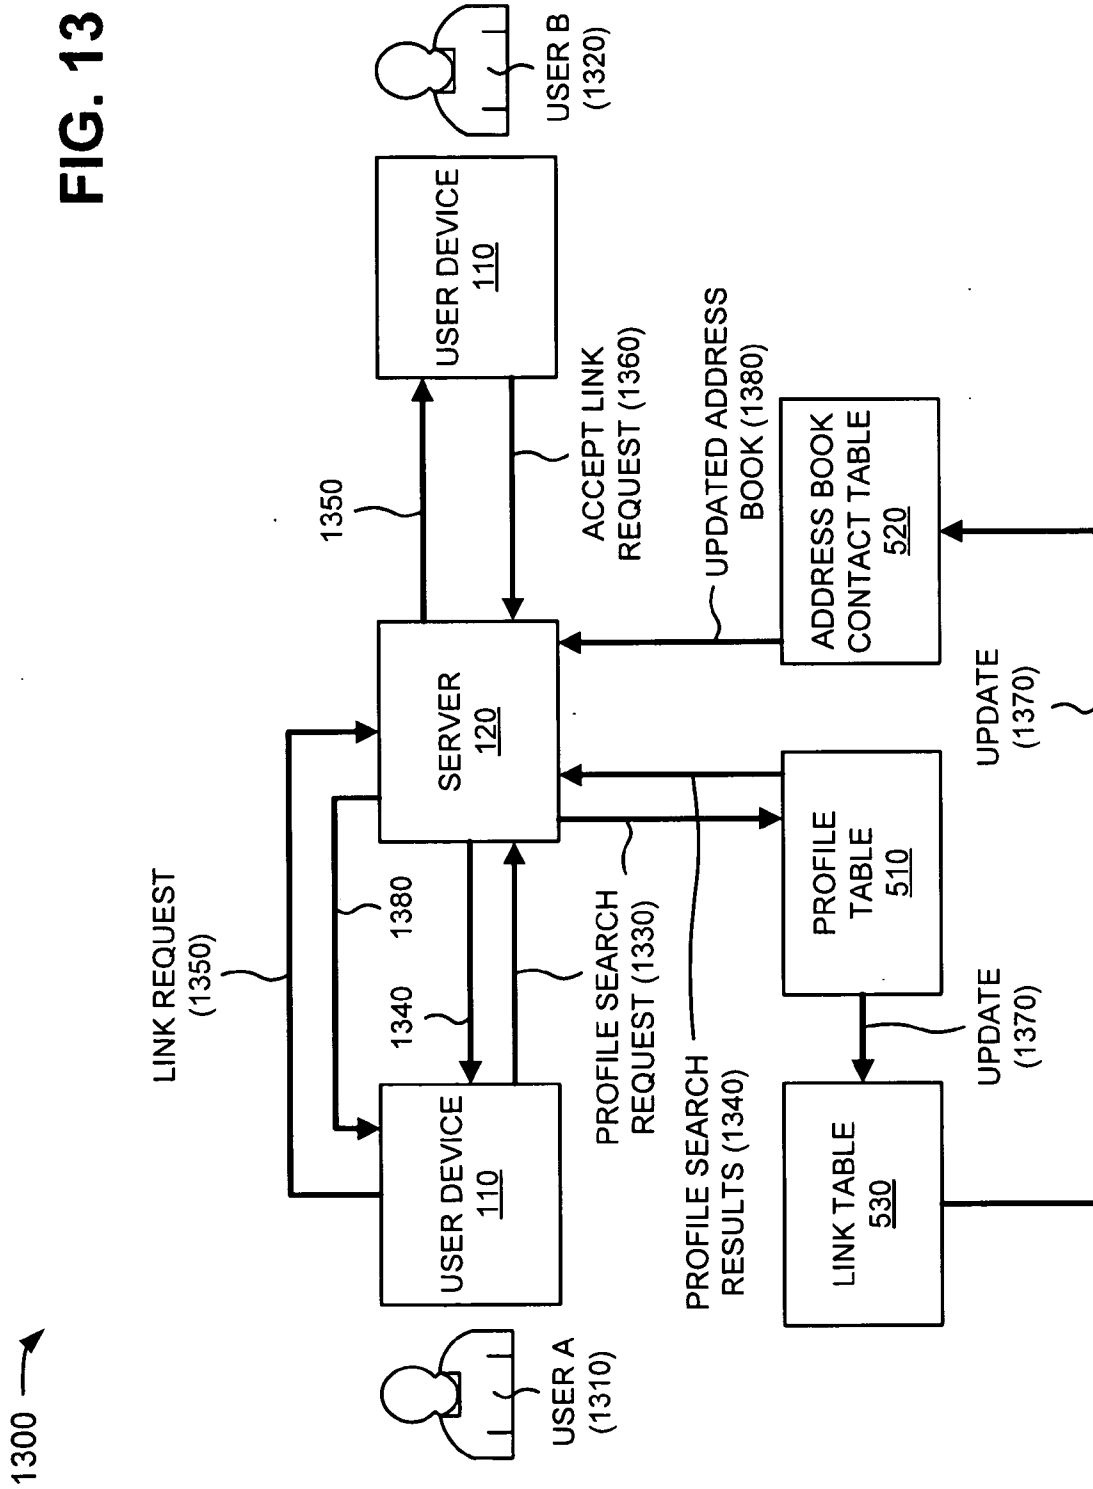 FIG. 13
1300
LINK REQUEST
(1350)
1380
1340
1350
USER DEVICE
110
SERVER
120
USER DEVICE
110
USER A
(1310)
USER B
(1320)
PROFILE SEARCH
REQUEST (1330)
ACCEPT LINK
REQUEST (1360)
PROFILE SEARCH
RESULTS (1340)
UPDATED ADDRESS
BOOK (1380)
LINK TABLE
530
PROFILE
TABLE
510
ADDRESS BOOK
CONTACT TABLE
520
UPDATE
(1370)
UPDATE
(1370)